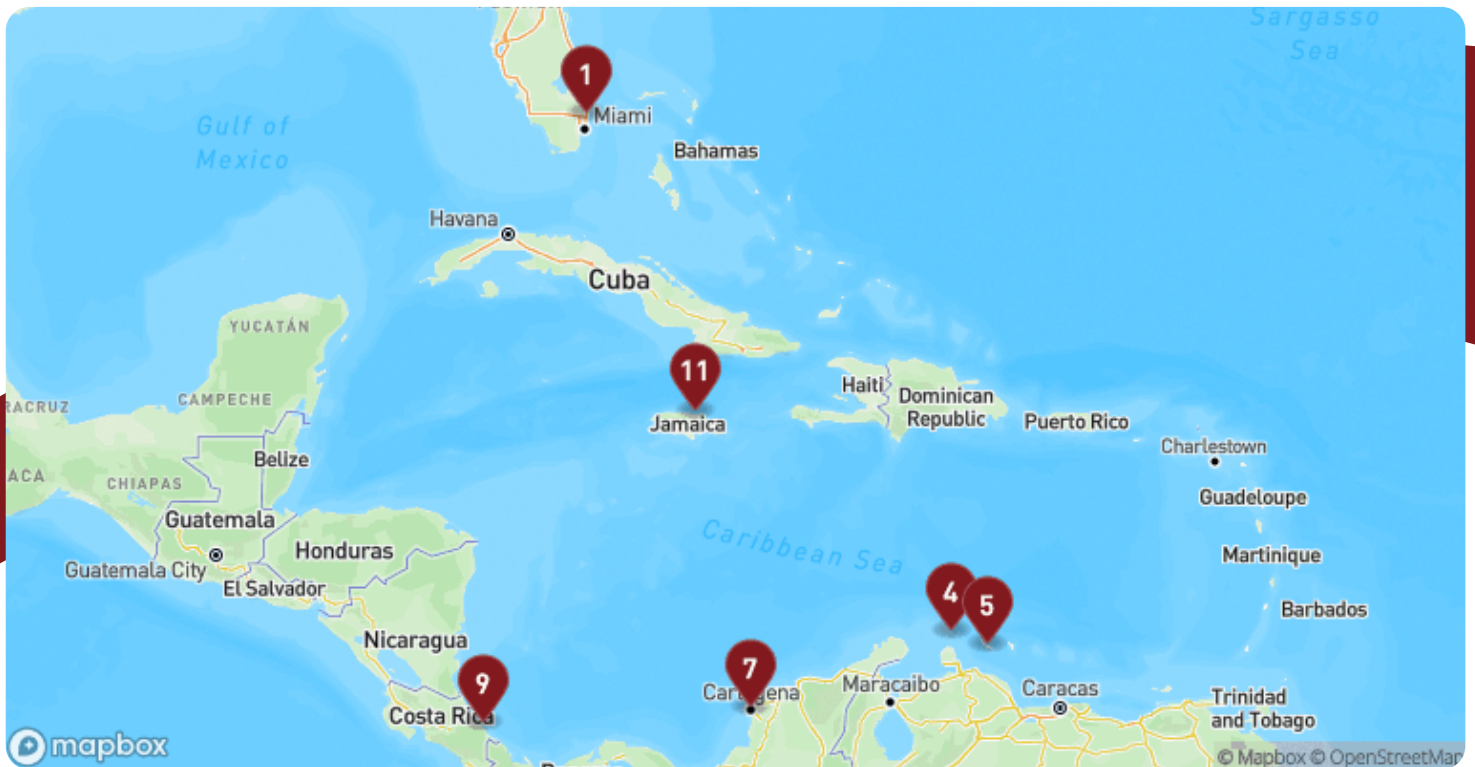 Sargasso
Sea
1
Miami
Gulf of
Mexico
Bahamas
Havana
Cuba
YUCATÁN
11
Haiti
Dominican
Republic
Jamaica
Puerto Rico
CAMPECHE
RACRUZ
Charlestown
Belize
ACA
CHIAPAS
Guadeloupe
Guatemala
Caribbean Sea
Honduras
Martinique
Guatemala City
El Salvador
4
5
Barbados
Nicaragua
7
9
Cartagena
Maracaibo
Caracas
Trinidad
and Tobago
Costa Rica
mapbox
© Mapbox © OpenStreetMap